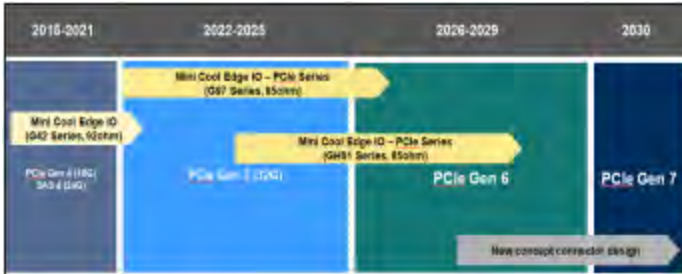 2018-2021
2022-2025
2026-2029
2030
Mini Cool Edge IO – PCIe Series
(G97 Series, 85ohm)
Mini Cool Edge IO
(G42 Series, 92ohm)
Mini Cool Edge IO – PCIe Series
(GH51 Series, 85ohm)
PCIe Gen 4 (16G)
SAS 4 (24G)
PCIe Gen 5 (32G)
PCIe Gen 6
PCIe Gen 7
New concept connector design